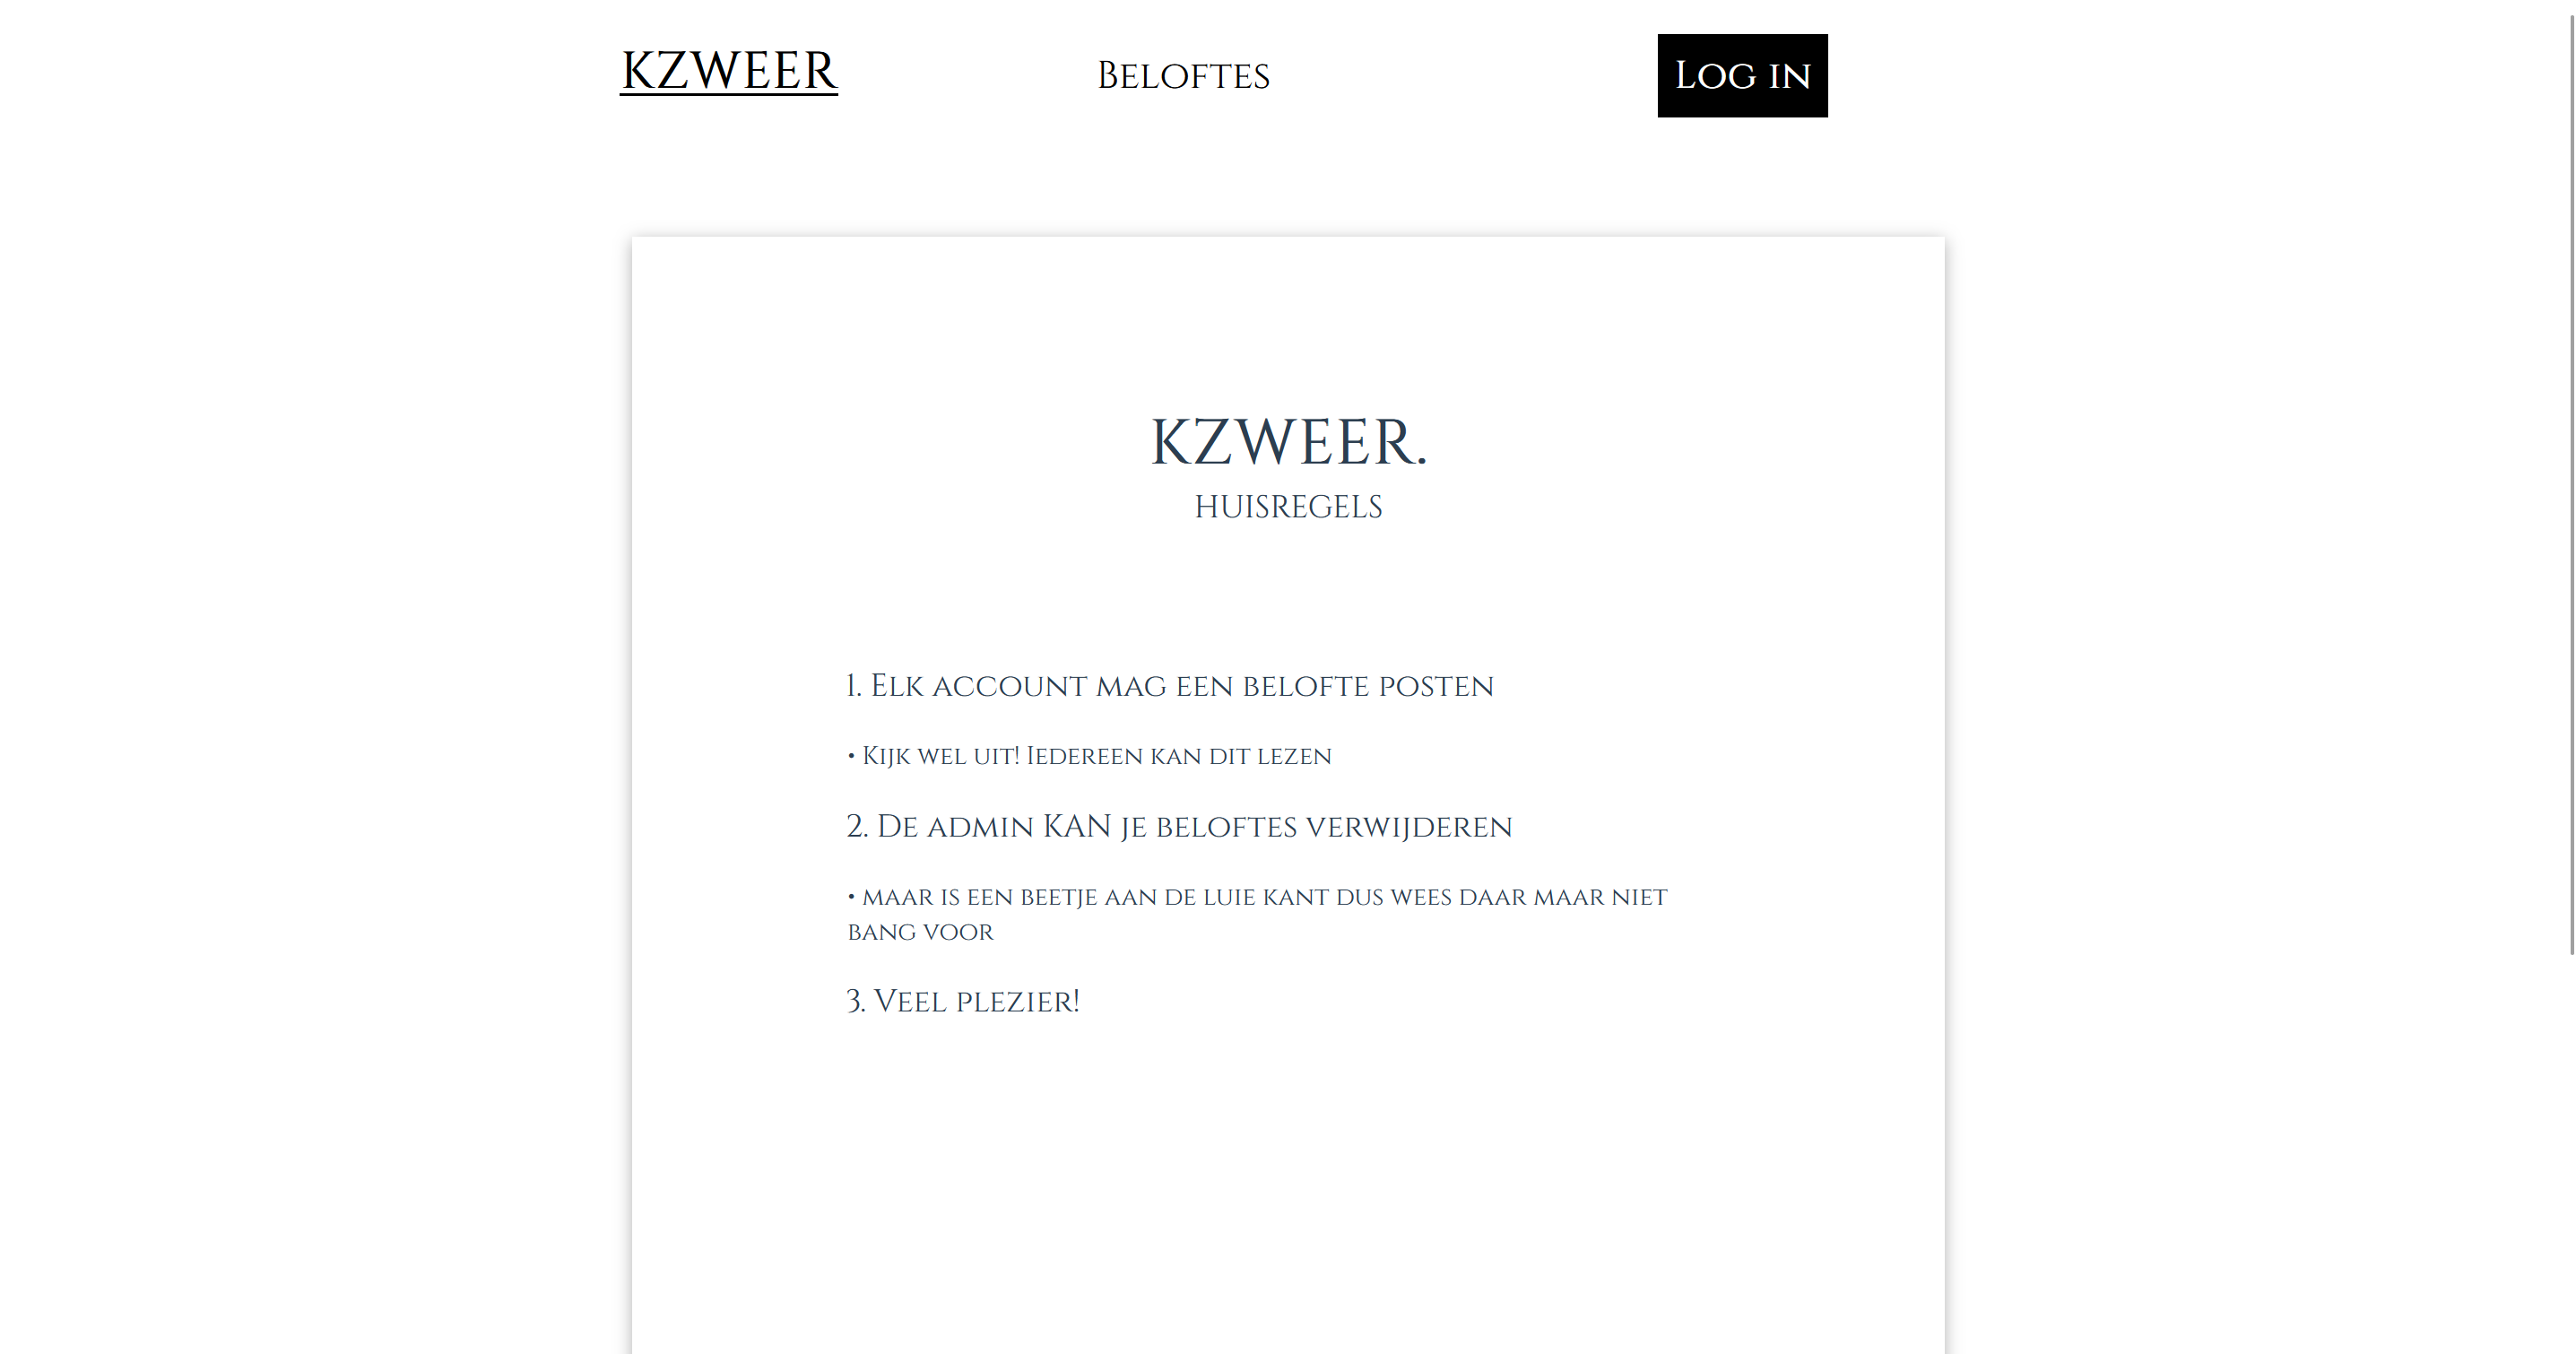 KZWEER
Beloftes
Log in
KZWEER.
HUISREGELS
1. Elk account mag een belofte posten
• Kijk wel uit! Iedereen kan dit lezen
2. De admin KAN je beloftes verwijderen
• maar is een beetje aan de luie kant dus wees daar maar niet
bang voor
3. Veel plezier!